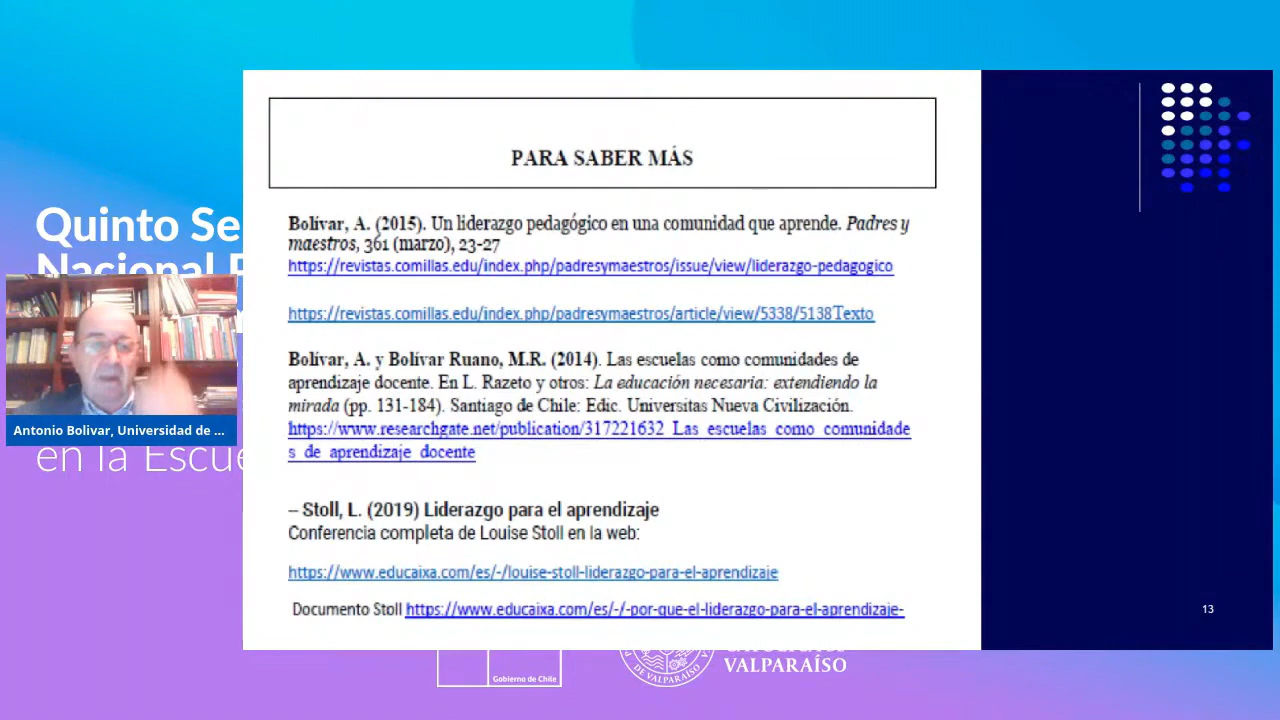 PARA SABER MÁS
Bolívar, A. (2015). Un liderazgo pedagógico en una comunidad que aprende. Padres y
maestros, 361 (marzo), 23-27
https://revistas.comillas.edu/index.php/padresymaestros/issue/view/liderazgo-pedagogico
https://revistas.comillas.edu/index.php/padresymaestros/article/view/5338/5138Texto
Bolívar, A. y Bolívar Ruano, M.R. (2014). Las escuelas como comunidades de
aprendizaje docente. En L. Razeto y otros: La educación necesaria: extendiendo la
mirada (pp. 131-184). Santiago de Chile: Edic. Universitas Nueva Civilización.
https://www.researchgate.net/publication/317221632_Las_escuelas_como_comunidade
s_de_aprendizaje_docente
– Stoll, L. (2019) Liderazgo para el aprendizaje
Conferencia completa de Louise Stoll en la web:
https://www.educaixa.com/es/-/louise-stoll-liderazgo-para-el-aprendizaje
Documento Stoll https://www.educaixa.com/es/-/-por-que-el-liderazgo-para-el-aprendizaje-
13
Quinto Se
Nacional
Antonio Bolivar, Universidad de ...
en la Escue
Gobierno de Chile
VALPARAÍSO